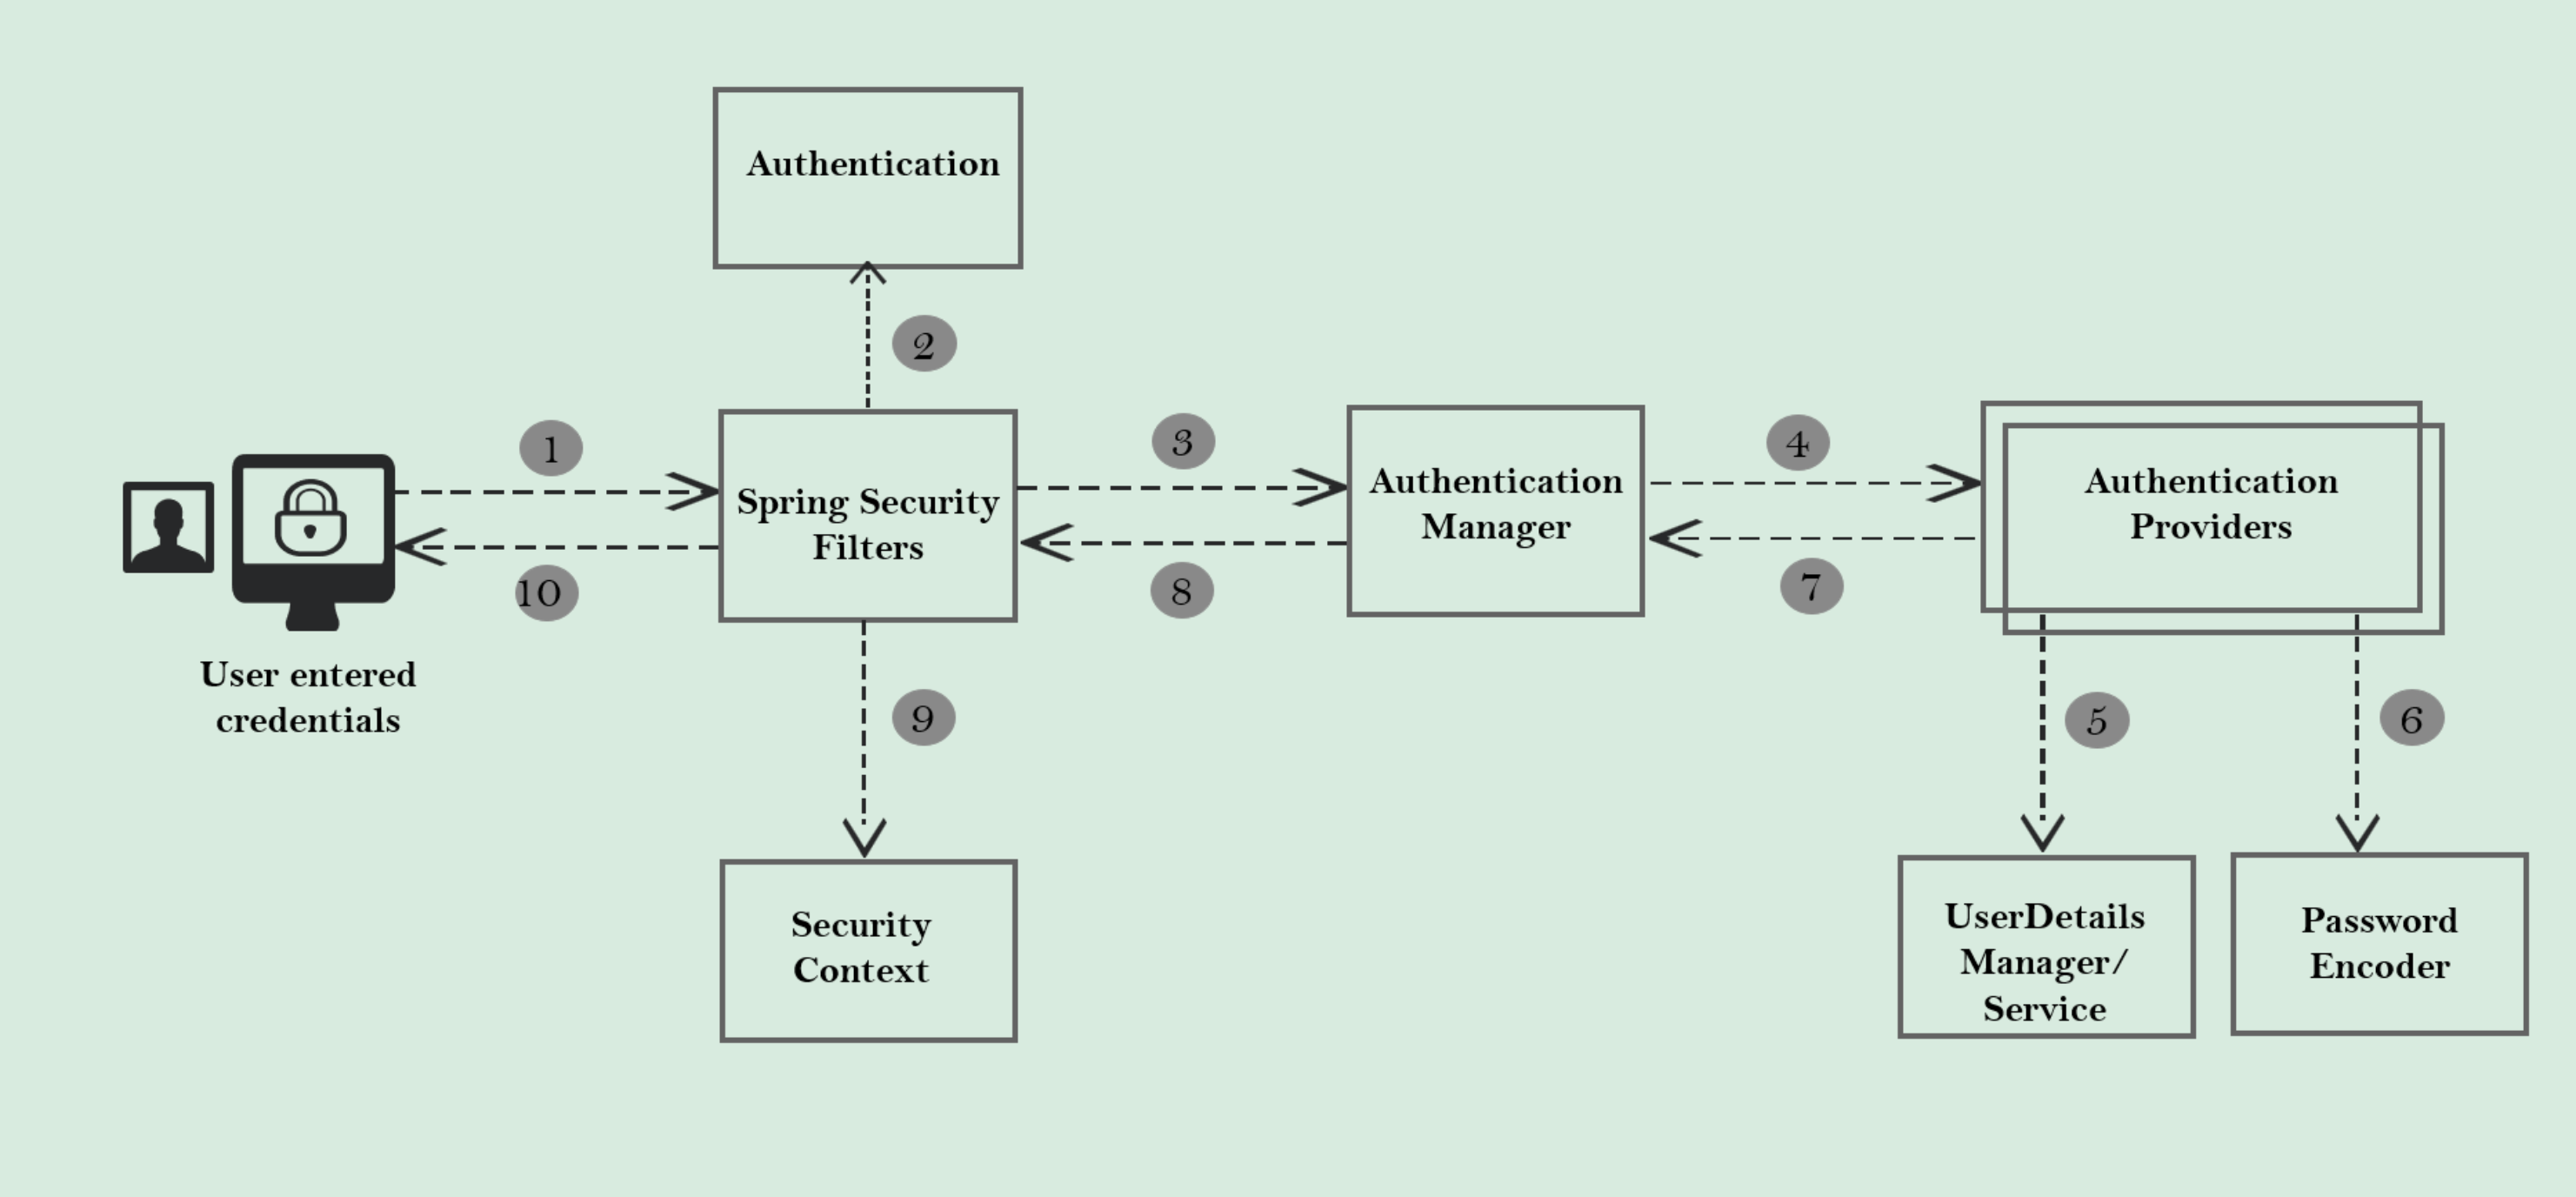 Authentication
2
1
3
4
Spring Security
Filters
Authentication
Manager
Authentication
Providers
10
8
7
User entered
credentials
9
5
6
Security
Context
UserDetails
Manager/
Service
Password
Encoder